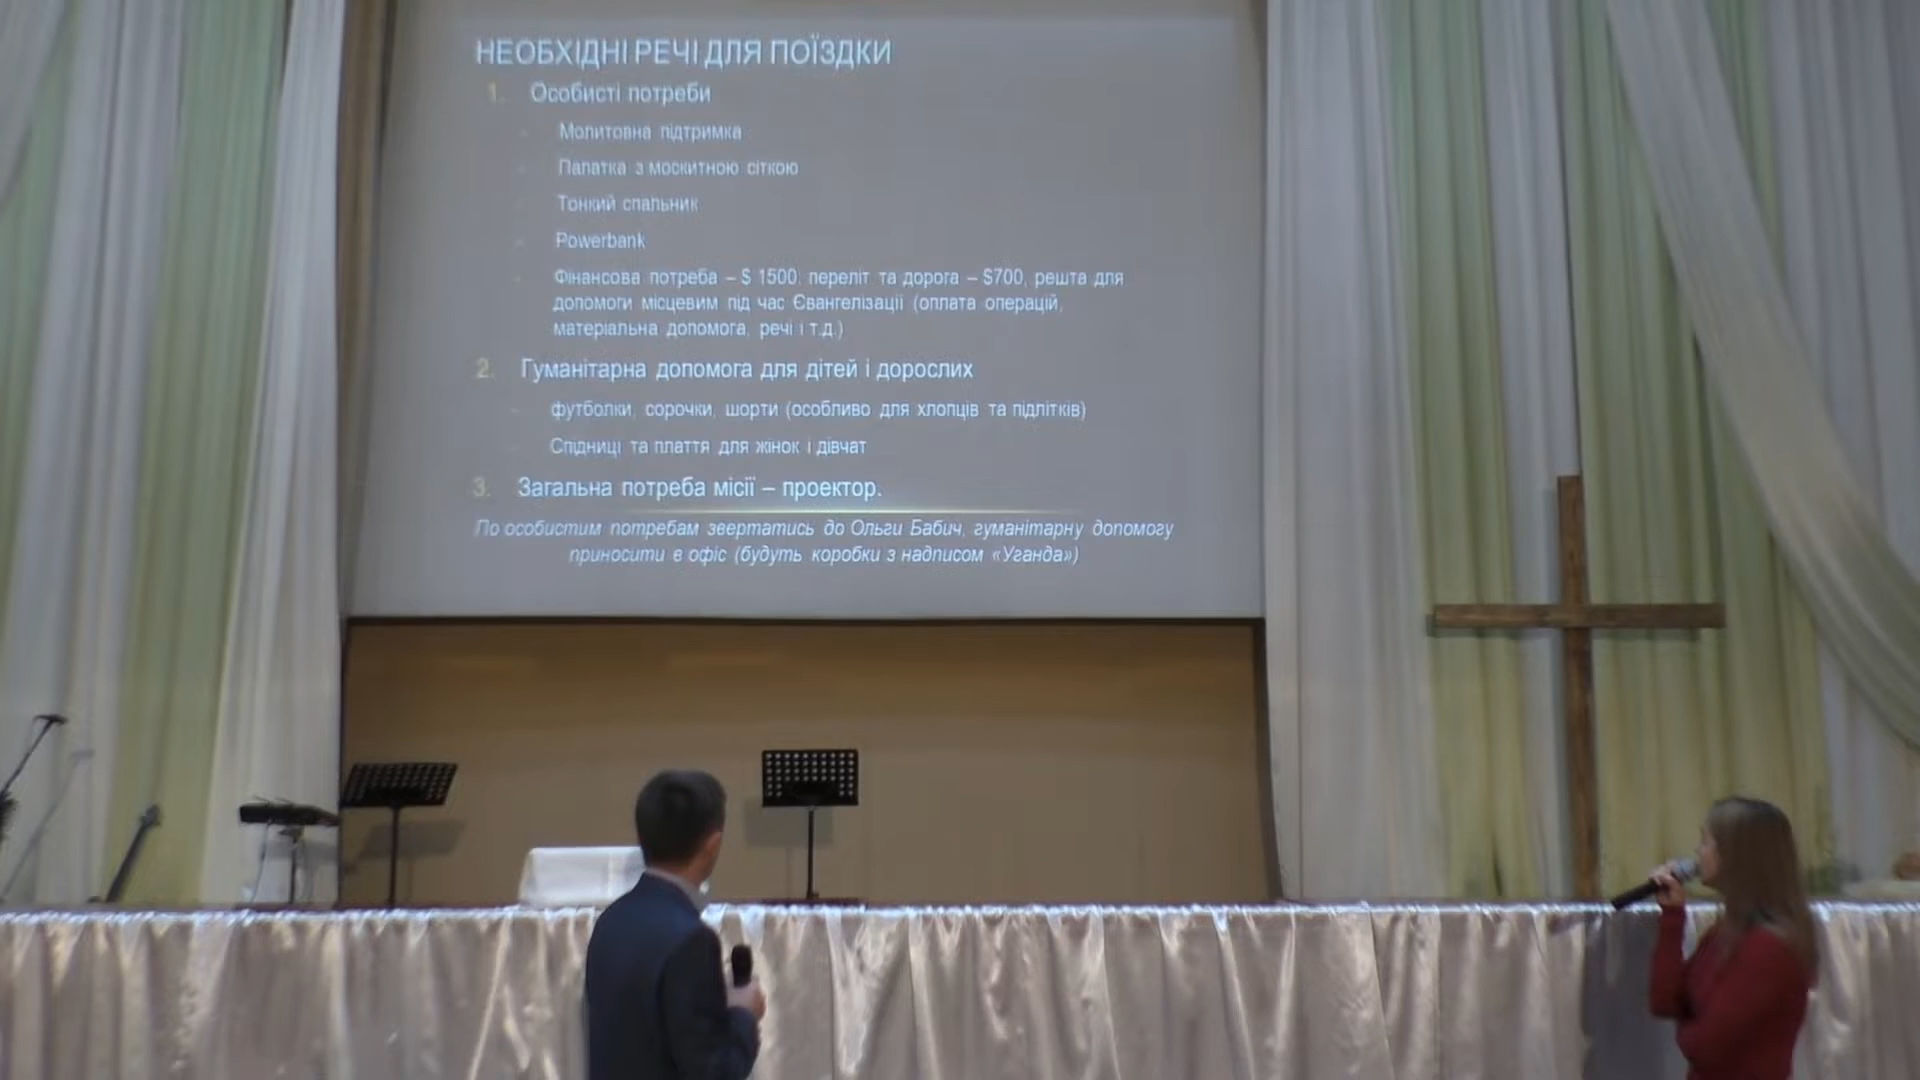 НЕОБХІДНІ РЕЧІ ДЛЯ ПОЇЗДКИ
1. Особисті потреби
- Молитовна підтримка
- Папатка з москитною сіткою
- Тонкий спальник
- Powerbank
- Фінансова потреба – $ 1500, переліт та дорога – $700, решта для
допомоги місцевим під час Євангелізації (оплата операцій,
матеріальна допомога, речі і т.д.)
2. Гуманітарна допомога для дітей і дорослих
- футболки, сорочки, шорти (особливо для хлопців та підлітків)
- Спідниці та плаття для жінок і дівчат
3. Загальна потреба місії – проектор.
По особистим потребам звертатись до Ольги Бабич, гуманітарну допомогу
приносити в офіс (будуть коробки з надписом «Уганда»)